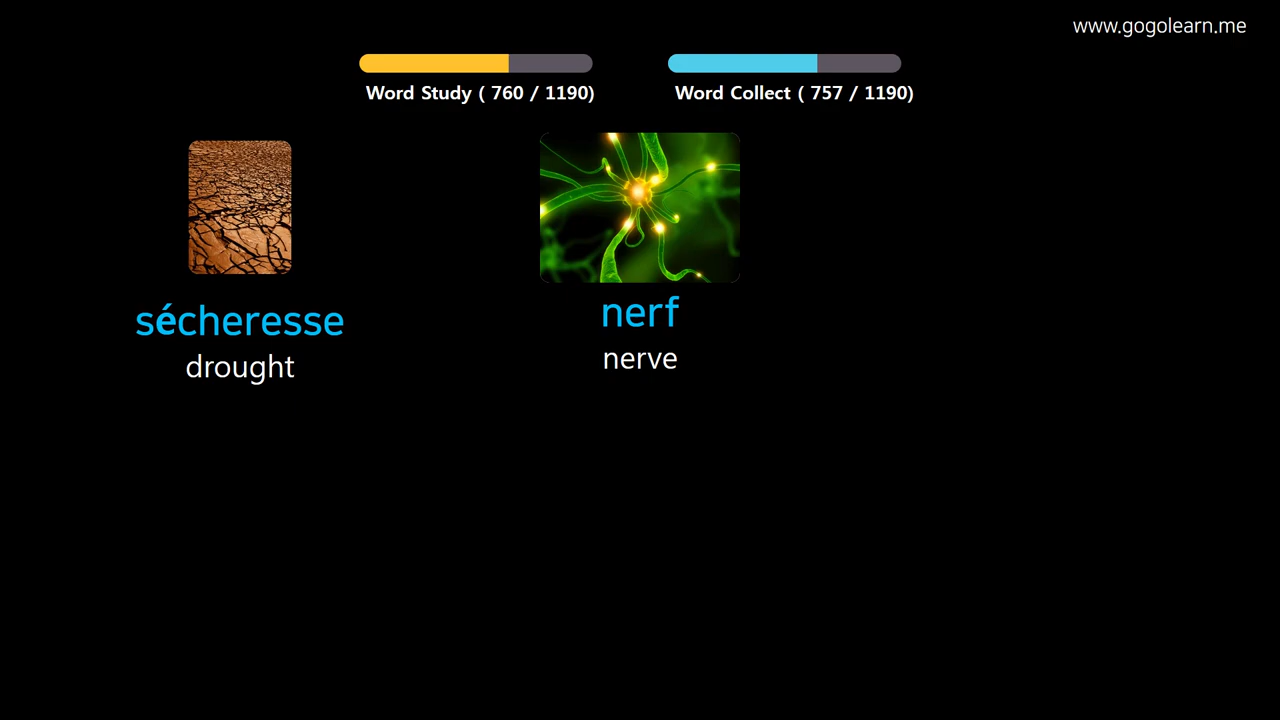 www.gogolearn.me
Word Study ( 760 / 1190)
Word Collect ( 757 / 1190)
sécheresse
drought
nerf
nerve